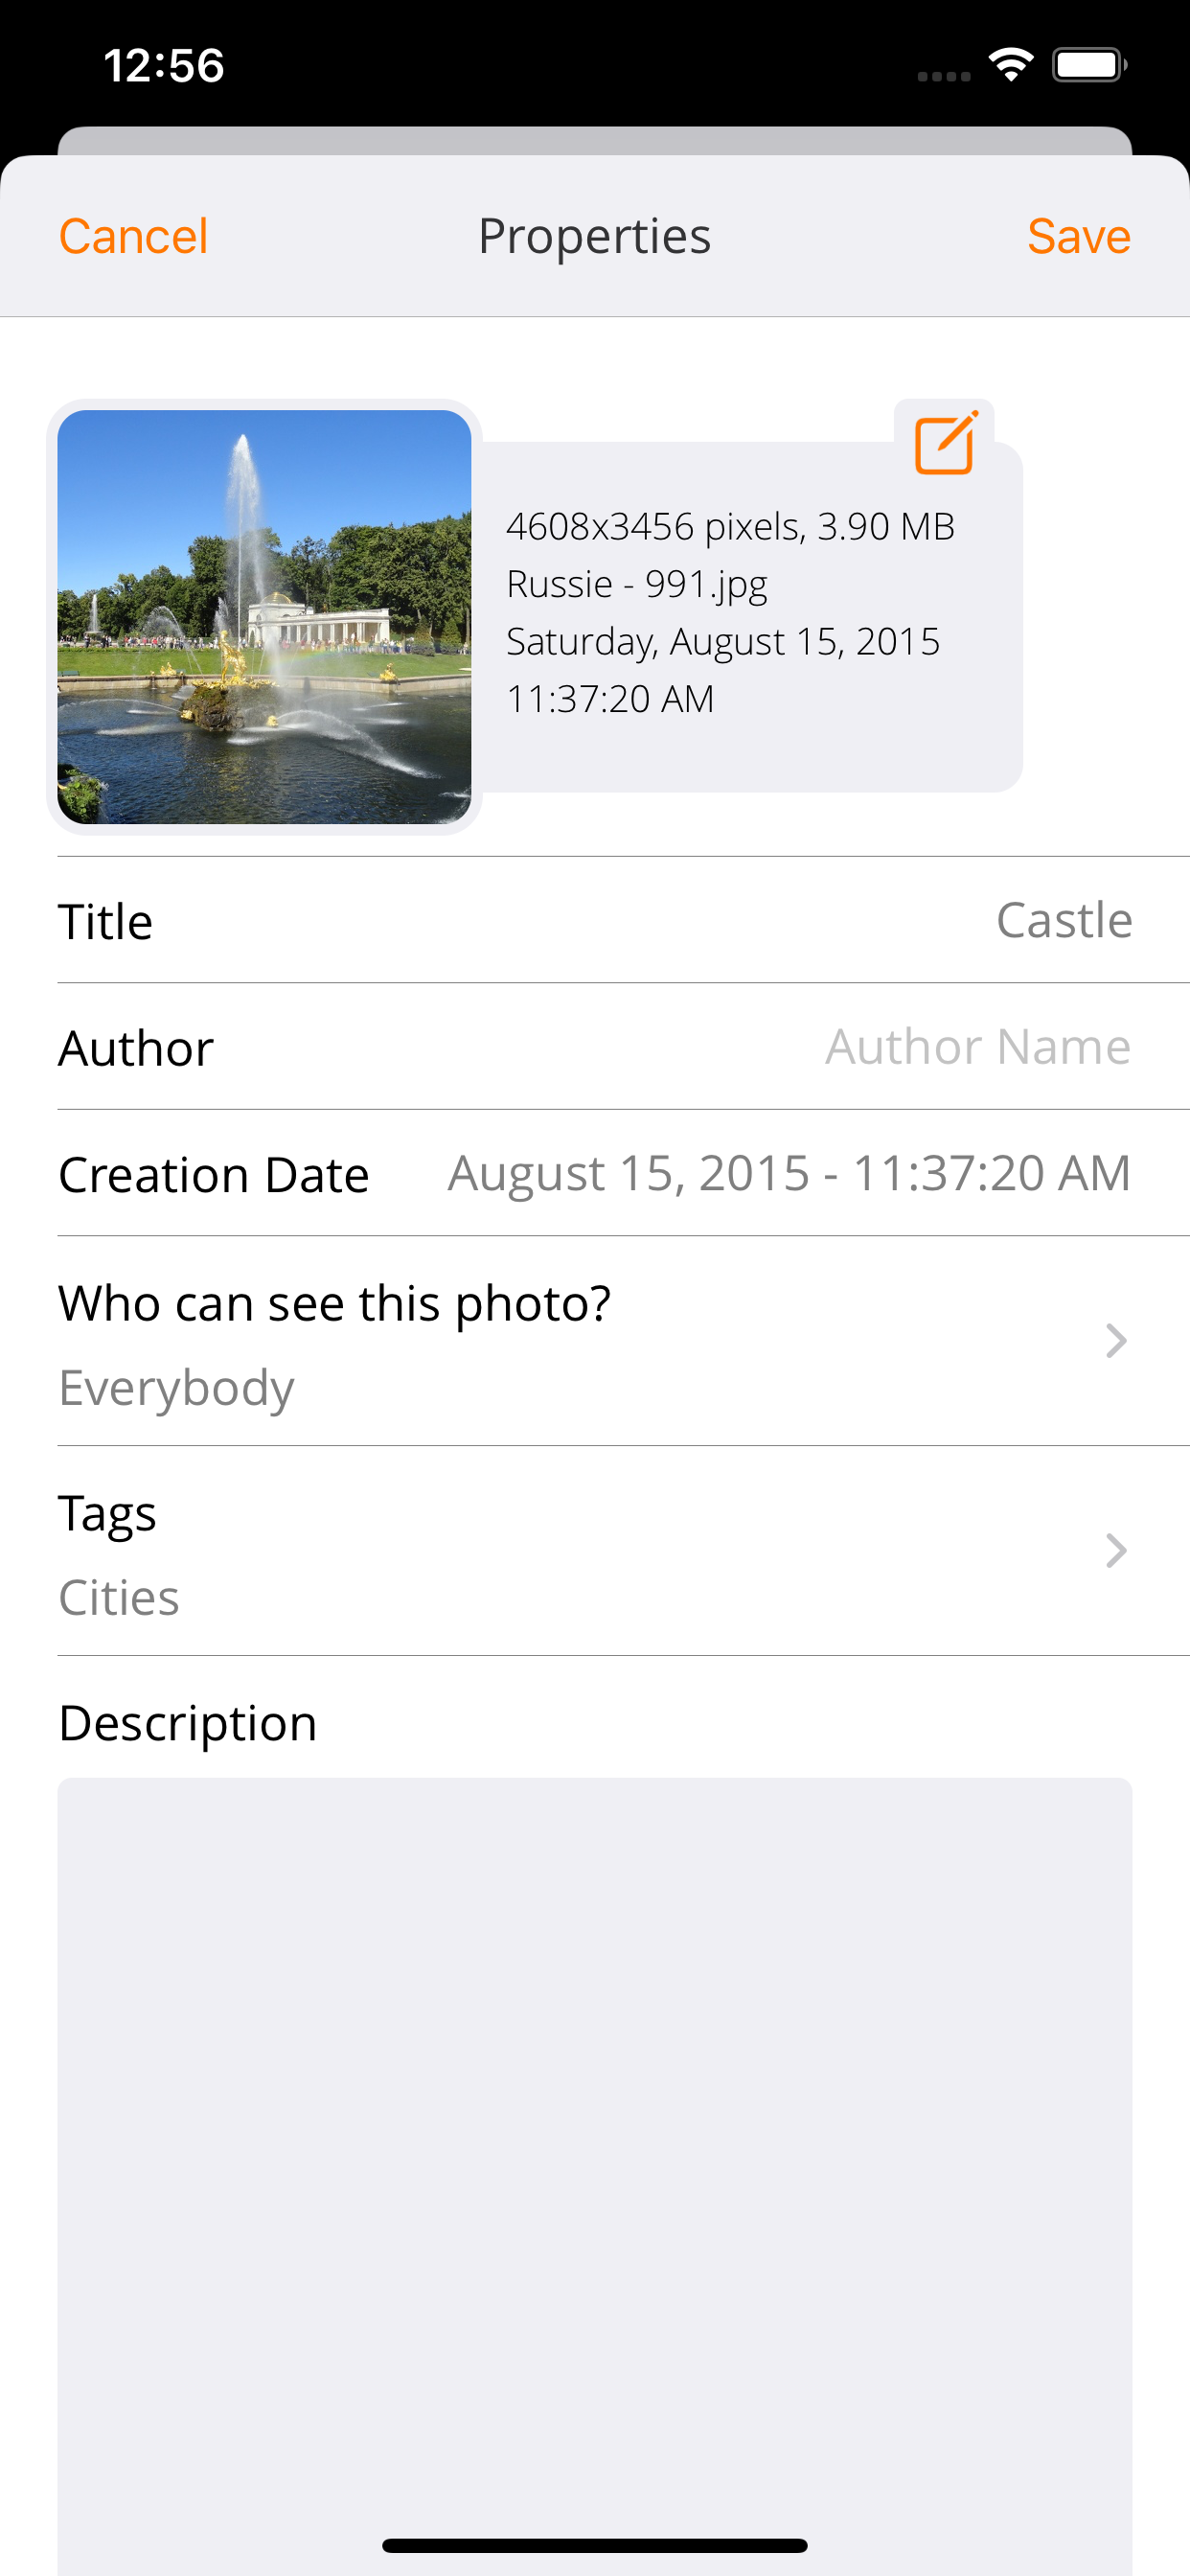 12:56
Cancel Properties Save
4608x3456 pixels, 3.90 MB
Russie - 991.jpg
Saturday, August 15, 2015
11:37:20 AM
Title Castle
Author Author Name
Creation Date August 15, 2015 - 11:37:20 AM
Who can see this photo?
Everybody
Tags
Cities
Description